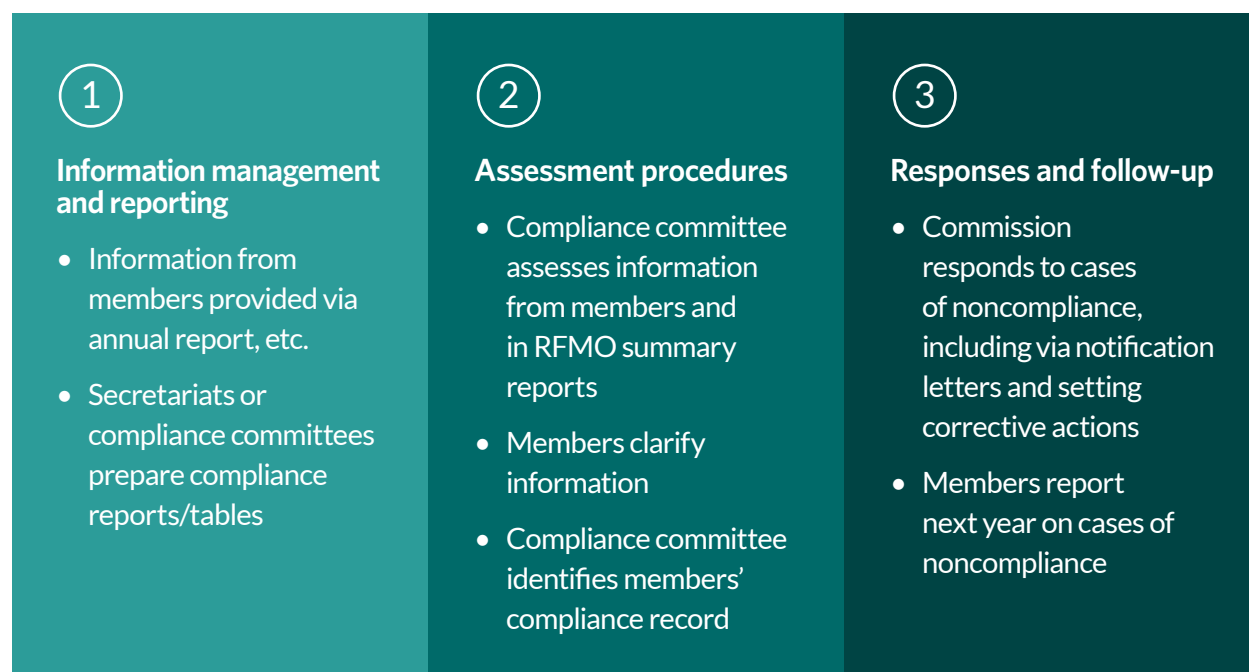 1
Information management
and reporting
• Information from
members provided via
annual report, etc.
• Secretariats or
compliance committees
prepare compliance
reports/tables
2
Assessment procedures
• Compliance committee
assesses information
from members and
in RFMO summary
reports
• Members clarify
information
• Compliance committee
identifies members’
compliance record
3
Responses and follow-up
• Commission
responds to cases
of noncompliance,
including via notification
letters and setting
corrective actions
• Members report
next year on cases of
noncompliance